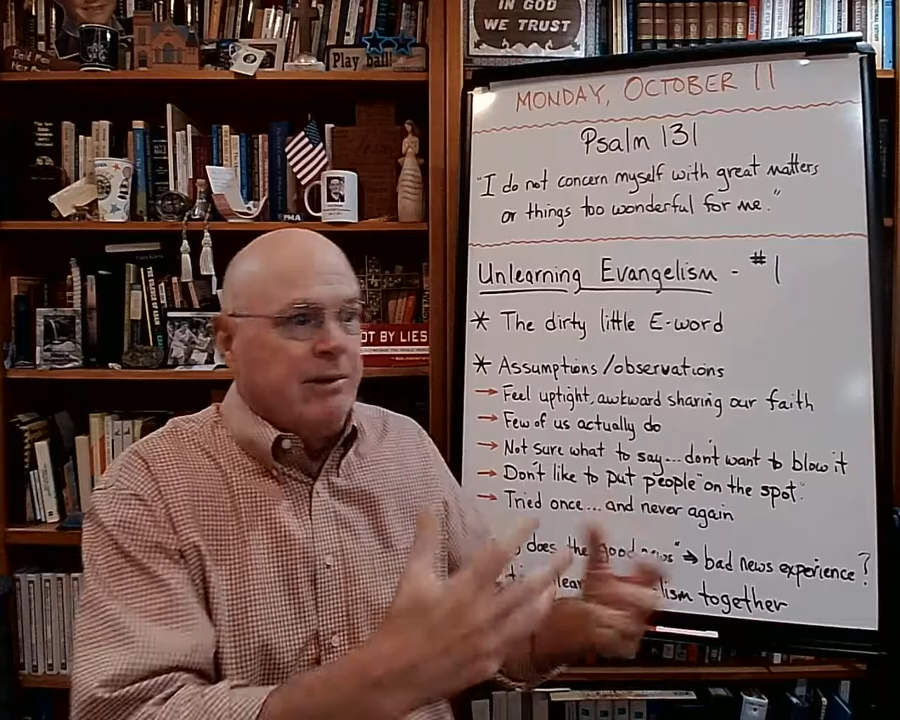 IN GOD
WE TRUST
Play ball!
MONDAY, OCTOBER 11
Psalm 131
"I do not concern myself with great matters
or things too wonderful for me."
Unlearning Evangelism - #1
* The dirty little E-word
* Assumptions/observations
→ Feel uptight, awkward sharing our faith
→ Few of us actually do
→ Not sure what to say...don't want to blow it
→ Don't like to put people "on the spot".
→ Tried once... and never again
does the "good news" → bad news experience?
together
OT BY LIES